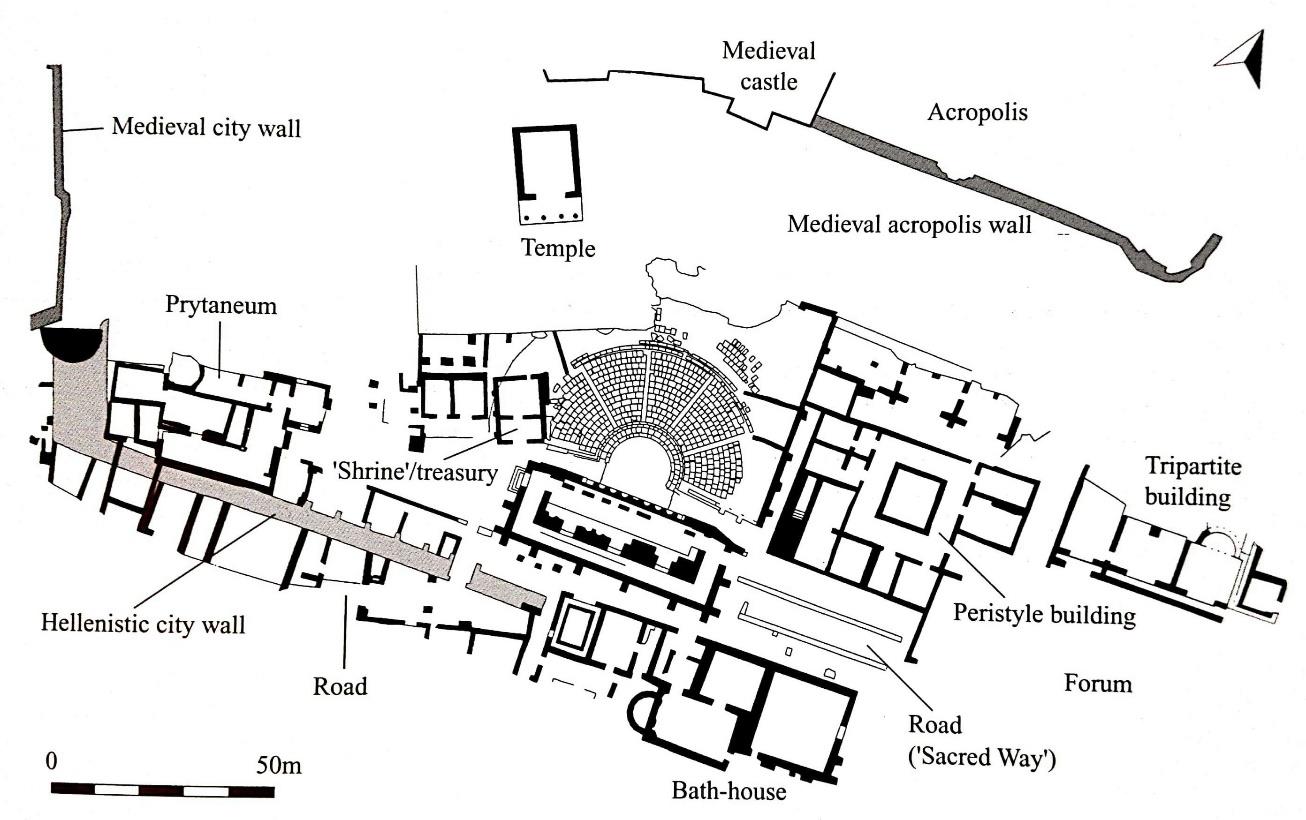 Medieval
castle
Acropolis
Medieval city wall
Medieval acropolis wall
Temple
Prytaneum
'Shrine'/treasury
Tripartite
building
Hellenistic city wall
Peristyle building
Road
Forum
Road
('Sacred Way')
0 50m
Bath-house